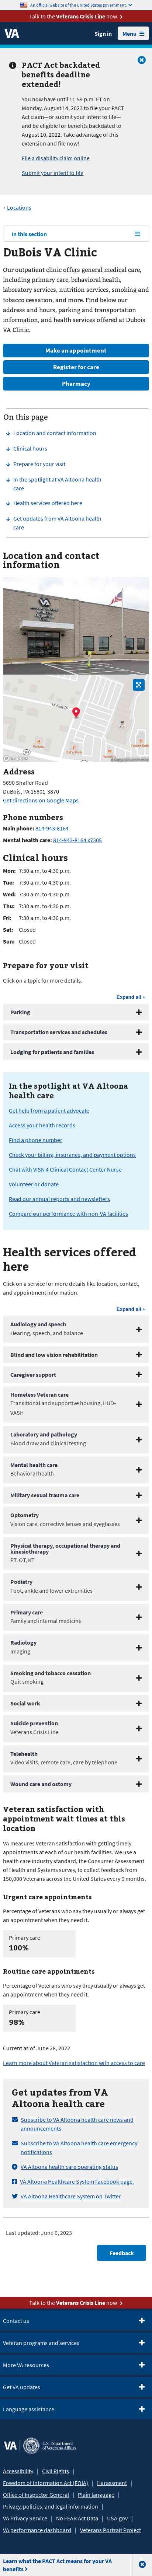 An official website of the United States government.
Talk to the Veterans Crisis Line now
VA
Sign in
Menu
PACT Act backdated
benefits deadline
extended!
You now have until 11:59 p.m. ET on
Monday, August 14, 2023 to file your PACT
Act claim—or submit your intent to file—
and be eligible for benefits backdated to
August 10, 2022. Take action now - don't wait!
File a disability claim online
Submit your intent to file
Locations
In this section
DuBois VA Clinic
Our outpatient clinic offers general medical care,
including primary care and specialty health
services. Below, you'll find our address and hours,
parking and transportation information, and the
other health services offered at DuBois
VA Clinic.
Make an appointment
Register for care
Pharmacy
On this page
Location and contact information
Clinical hours
Prepare for your visit
In the spotlight at VA Altoona health
care
Health services offered here
Get updates from VA Altoona health
care
Location and contact
information
Address
5690 Shaffer Road
DuBois, PA 15801-3870
Get directions on Google Maps
Phone numbers
Main phone: 814-943-8164
Mental health care: 814-943-8164 x7305
Clinical hours
Mon: 7:30 a.m. to 4:30 p.m.
Tue: 7:30 a.m. to 4:30 p.m.
Wed: 7:30 a.m. to 4:30 p.m.
Thu: 7:30 a.m. to 4:30 p.m.
Fri: 7:30 a.m. to 4:30 p.m.
Sat: Closed
Sun: Closed
Prepare for your visit
Click on a topic for more details.
Expand all +
Parking
Transportation services and schedules
Lodging for patients and families
In the spotlight at VA Altoona
health care
Get help from a patient advocate
Access your health records
Find a phone number
Check your billing, insurance, and payment options
Chat with VISN 4 Clinical Contact Center Nurse
Volunteer or donate
Read our annual reports and newsletters
Compare our performance with non-VA facilities
Health services offered
here
Click on a service for more details like location, contact,
and appointment information.
Expand all +
Audiology and speech
Hearing, speech, and balance
Blind and low vision rehabilitation
Caregiver support
Homeless Veteran care
Transitional and supportive housing, HUD-
VASH
Laboratory and pathology
Blood draw and clinical testing
Mental health care
Behavioral health
Military sexual trauma care
Optometry
Vision care, corrective lenses and eyeglasses
Physical therapy, occupational therapy and
kinesiotherapy
PT, OT, KT
Podiatry
Foot, ankle and lower extremities
Primary care
Family and internal medicine
Radiology
Imaging
Smoking and tobacco cessation
Quit smoking
Social work
Suicide prevention
Veterans Crisis Line
Telehealth
Video visits, remote care, care by telephone
Wound care and ostomy
Veteran satisfaction with
appointment wait times at this
location
VA measures Veteran satisfaction with getting timely
appointments at each of our health facilities. We use a
yearly industry-standard health care survey, the
Consumer Assessment of Healthcare Providers and
System Survey, to collect direct feedback from
150,000 Veterans across the United States every 6 months.
Urgent care appointments
Percentage of Veterans who say they usually or always get
an appointment when they need it.
Primary care
100%
Routine care appointments
Percentage of Veterans who say they usually or always get
an appointment when they need it.
Primary care
98%
Current as of June 28, 2022
Learn more about Veteran satisfaction with access to care
Get updates from VA
Altoona health care
Subscribe to VA Altoona health care news and
announcements
Subscribe to VA Altoona health care emergency
notifications
VA Altoona health care operating status
VA Altoona Healthcare System Facebook page.
VA Altoona Healthcare System on Twitter
Last updated: June 6, 2023
Feedback
Talk to the Veterans Crisis Line now
Contact us
Veteran programs and services
More VA resources
Get VA updates
Language assistance
VA
U.S. Department
of Veterans Affairs
Accessibility | Civil Rights |
Freedom of Information Act (FOIA) | Harassment |
Office of Inspector General | Plain language |
Privacy, policies, and legal information |
VA Privacy Service | No FEAR Act Data | USA.gov |
VA performance dashboard | Veterans Portrait Project
Learn what the PACT Act means for your VA
benefits